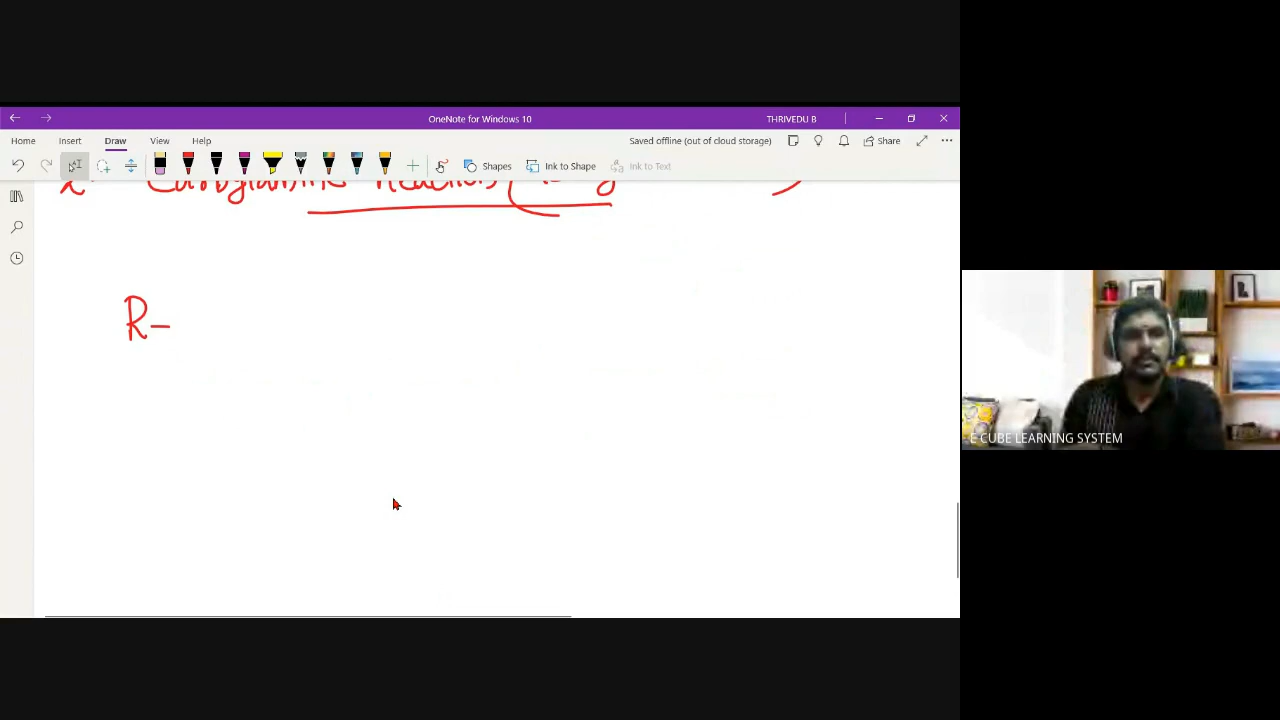 OneNote for Windows 10
THRIVEDU B
Home Insert Draw View Help
Saved offline (out of cloud storage)
Share
Shapes
Ink to Shape
Ink to Text
R-
E CUBE LEARNING SYSTEM